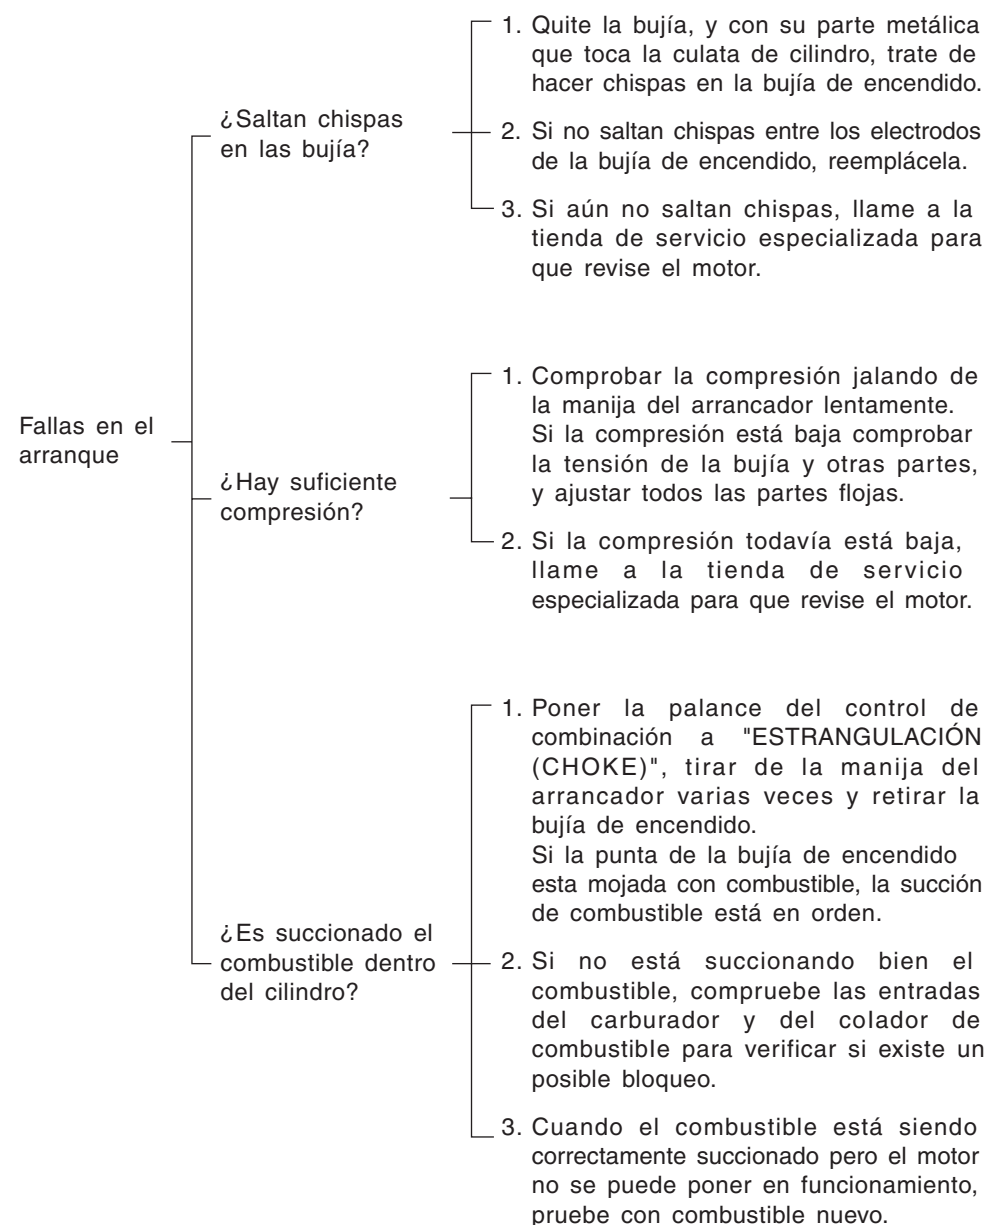 Fallas en el
arranque
¿Saltan chispas
en las bujía?
1. Quite la bujía, y con su parte metálica
que toca la culata de cilindro, trate de
hacer chispas en la bujía de encendido.
2. Si no saltan chispas entre los electrodos
de la bujía de encendido, reemplácela.
3. Si aún no saltan chispas, llame a la
tienda de servicio especializada para
que revise el motor.
¿Hay suficiente
compresión?
1. Comprobar la compresión jalando de
la manija del arrancador lentamente.
Si la compresión está baja comprobar
la tensión de la bujía y otras partes,
y ajustar todos las partes flojas.
2. Si la compresión todavía está baja,
llame a la tienda de servicio
especializada para que revise el motor.
¿Es succionado el
combustible dentro
del cilindro?
1. Poner la palance del control de
combinación a "ESTRANGULACIÓN
(CHOKE)", tirar de la manija del
arrancador varias veces y retirar la
bujía de encendido.
Si la punta de la bujía de encendido
esta mojada con combustible, la succión
de combustible está en orden.
2. Si no está succionando bien el
combustible, compruebe las entradas
del carburador y del colador de
combustible para verificar si existe un
posible bloqueo.
3. Cuando el combustible está siendo
correctamente succionado pero el motor
no se puede poner en funcionamiento,
pruebe con combustible nuevo.